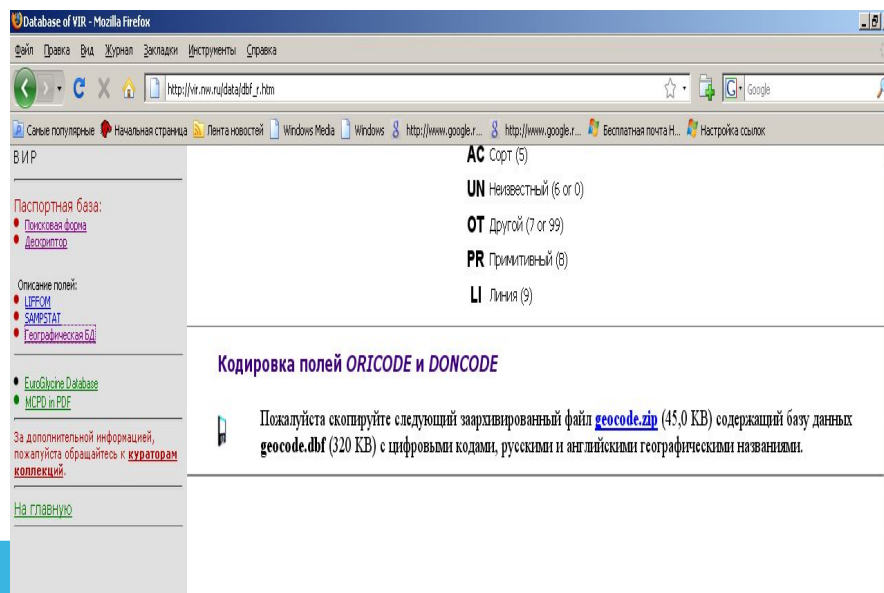 Database of VIR - Mozilla Firefox
Файл Правка Вид Журнал Закладки Инструменты Справка
http://vir.nw.ru/data/dbf_r.htm
G Google
Самые популярные Начальная страница Лента новостей Windows Media Windows http://www.google.r... http://www.google.r... Бесплатная почта H... Настройка ссылок
ВИР
Паспортная база:
Поисковая форма
Дескриптор
Описание полей:
LIFFOM
SAMPSTAT
Географическая БД
EuroGlycine Database
MCPD in PDF
За дополнительной информацией,
пожалуйста обращайтесь к кураторам
коллекций.
На главную
AC Сорт (5)
UN Неизвестный (6 or 0)
OT Другой (7 or 99)
PR Примитивный (8)
LI Линия (9)
Кодировка полей ORICODE и DONCODE
Пожалуйста скопируйте следующий заархивированный файл geocode.zip (45,0 KB) содержащий базу данных
geocode.dbf (320 KB) с цифровыми кодами, русскими и английскими географическими названиями.